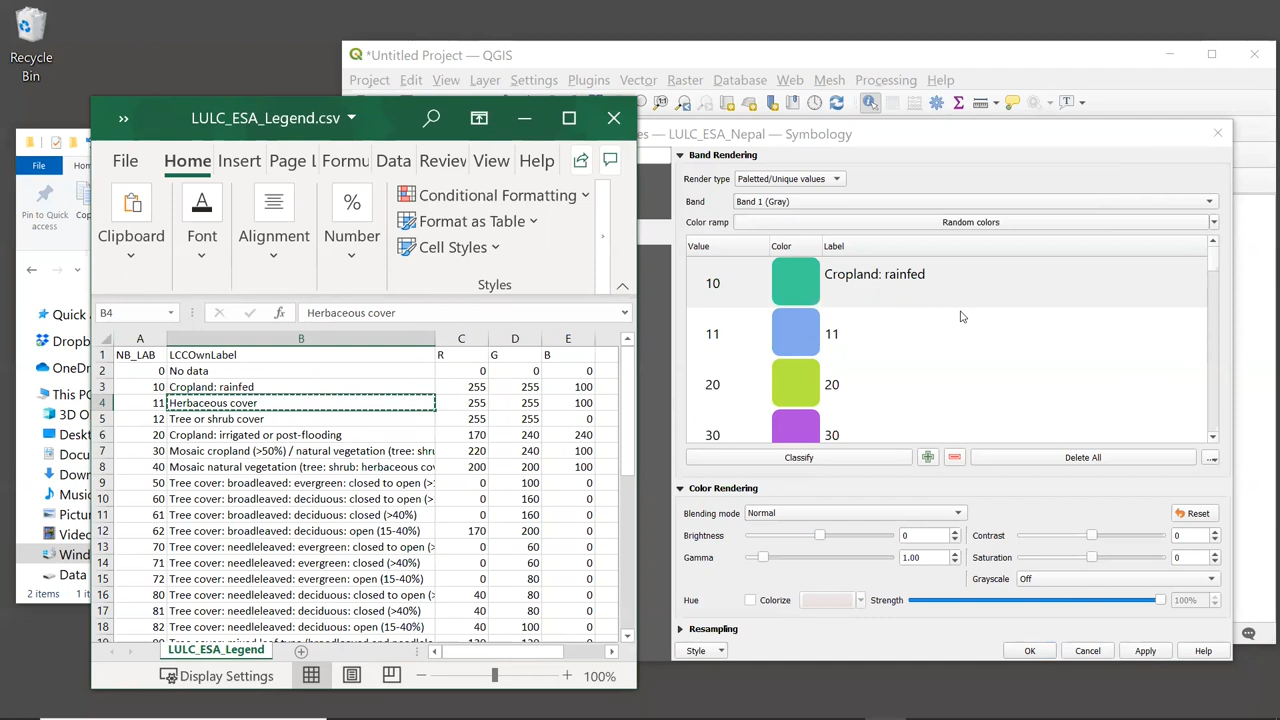 Recycle Bin
*Untitled Project — QGIS
Project Edit View Layer Settings Plugins Vector Raster Database Web Mesh Processing Help
LULC_ESA_Legend.csv
File Home Insert Page L Formu Data Review View Help
Clipboard Font Alignment Number
Conditional Formatting
Format as Table
Cell Styles
Styles
B4 Herbaceous cover
A B C D E
1 NB_LAB LCCOwnLabel R G B
2 0 No data 0 0 0
3 10 Cropland: rainfed 255 255 100
4 11 Herbaceous cover 255 255 100
5 12 Tree or shrub cover 255 255 0
6 20 Cropland: irrigated or post-flooding 170 240 240
7 30 Mosaic cropland (>50%) / natural vegetation (tree: shru 220 240 100
8 40 Mosaic natural vegetation (tree: shrub: herbaceous cov 200 200 100
9 50 Tree cover: broadleaved: evergreen: closed to open (>1 0 100 0
10 60 Tree cover: broadleaved: deciduous: closed to open (> 0 160 0
11 61 Tree cover: broadleaved: deciduous: closed (>40%) 0 160 0
12 62 Tree cover: broadleaved: deciduous: open (15-40%) 170 200 0
13 70 Tree cover: needleleaved: evergreen: closed to open (> 0 60 0
14 71 Tree cover: needleleaved: evergreen: closed (>40%) 0 60 0
15 72 Tree cover: needleleaved: evergreen: open (15-40%) 0 80 0
16 80 Tree cover: needleleaved: deciduous: closed to open (> 40 80 0
17 81 Tree cover: needleleaved: deciduous: closed (>40%) 40 80 0
18 82 Tree cover: needleleaved: deciduous: open (15-40%) 40 100 0
LULC_ESA_Legend
Display Settings 100%
File Hom
Pin to Quick access Cop
Quick
Dropb
OneDr
This PC
3D O
Deskt
Docu
Down
Music
Pictur
Video
Wind
Data
2 items 1 it
es — LULC_ESA_Nepal — Symbology
Band Rendering
Render type Paletted/Unique values
Band Band 1 (Gray)
Color ramp Random colors
Value Color Label
10 Cropland: rainfed
11 11
20 20
30 30
Classify Delete All ...
Color Rendering
Blending mode Normal Reset
Brightness 0 Contrast 0
Gamma 1.00 Saturation 0
Grayscale Off
Hue Colorize Strength 100%
Resampling
Style OK Cancel Apply Help